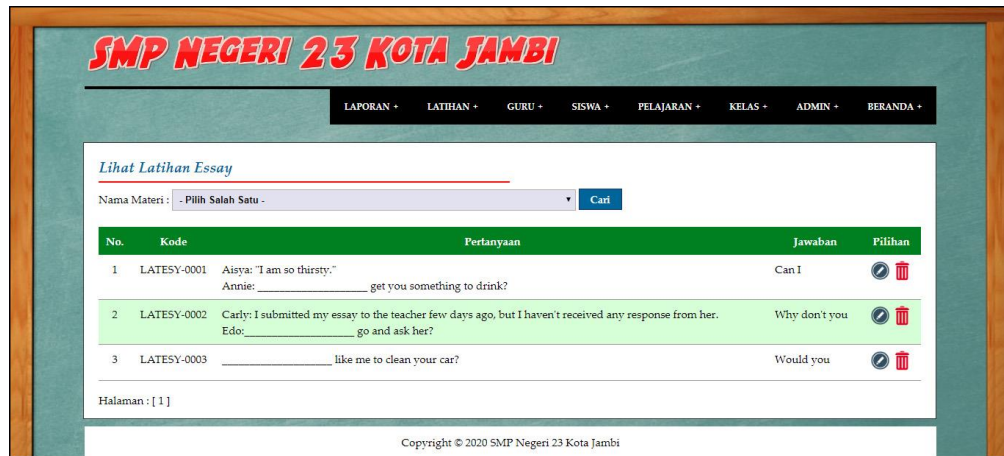 SMP NEGERI 23 KOTA JAMBI
LAPORAN + LATIHAN + GURU + SISWA + PELAJARAN + KELAS + ADMIN + BERANDA +
Lihat Latihan Essay
Nama Materi : - Pilih Salah Satu - Cari
No. Kode Pertanyaan Jawaban Pilihan
1 LATESY-0001 Aisya: "I am so thirsty." Can I
Annie: ____________________ get you something to drink?
2 LATESY-0002 Carly: I submitted my essay to the teacher few days ago, but I haven't received any response from her. Why don't you
Edo:____________________ go and ask her?
3 LATESY-0003 ____________________ like me to clean your car? Would you
Halaman : [ 1 ]
Copyright © 2020 SMP Negeri 23 Kota Jambi